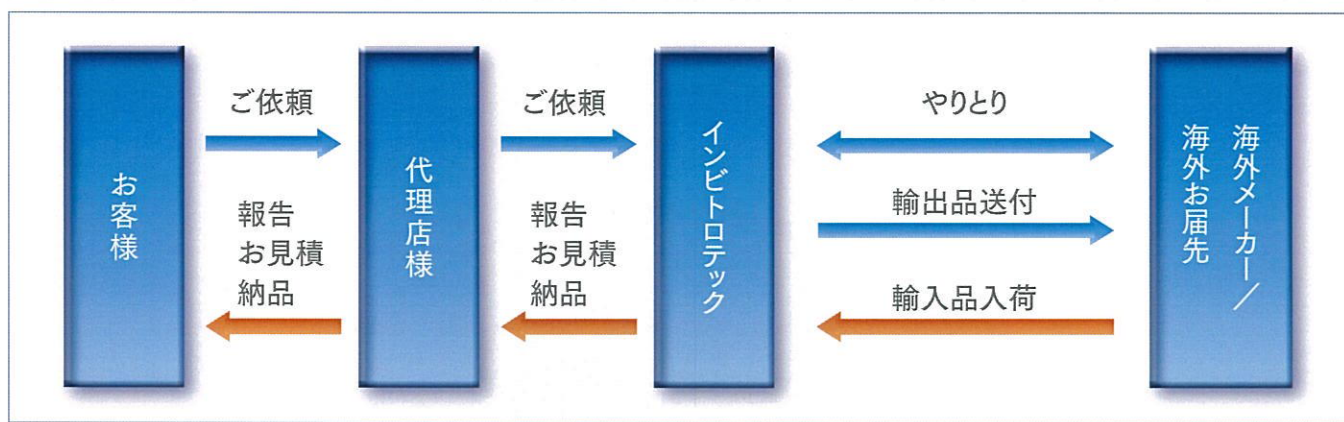 お客様
ご依頼
報告
お見積
納品
代理店様
ご依頼
報告
お見積
納品
インビトロテック
やりとり
輸出品送付
輸入品入荷
海外メーカー／
海外お届先